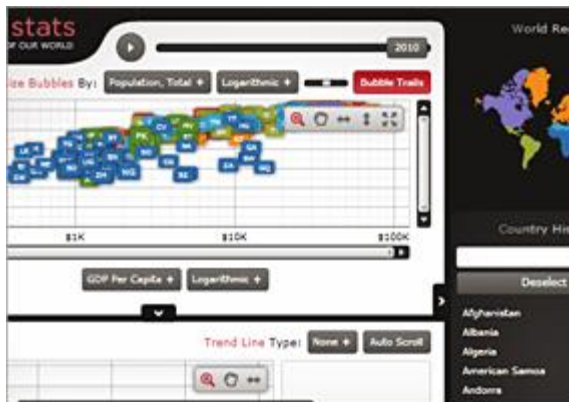 stats
OF OUR WORLD
2010
World Re
ize Bubbles By: Population, Total + Logarithmic + Bubble Trails
$1K $10K $100K
GDP Per Capita + Logarithmic +
Country Hi
Deselect
Afghanistan
Albania
Algeria
American Samoa
Andorra
Trend Line Type: None + Auto Scroll